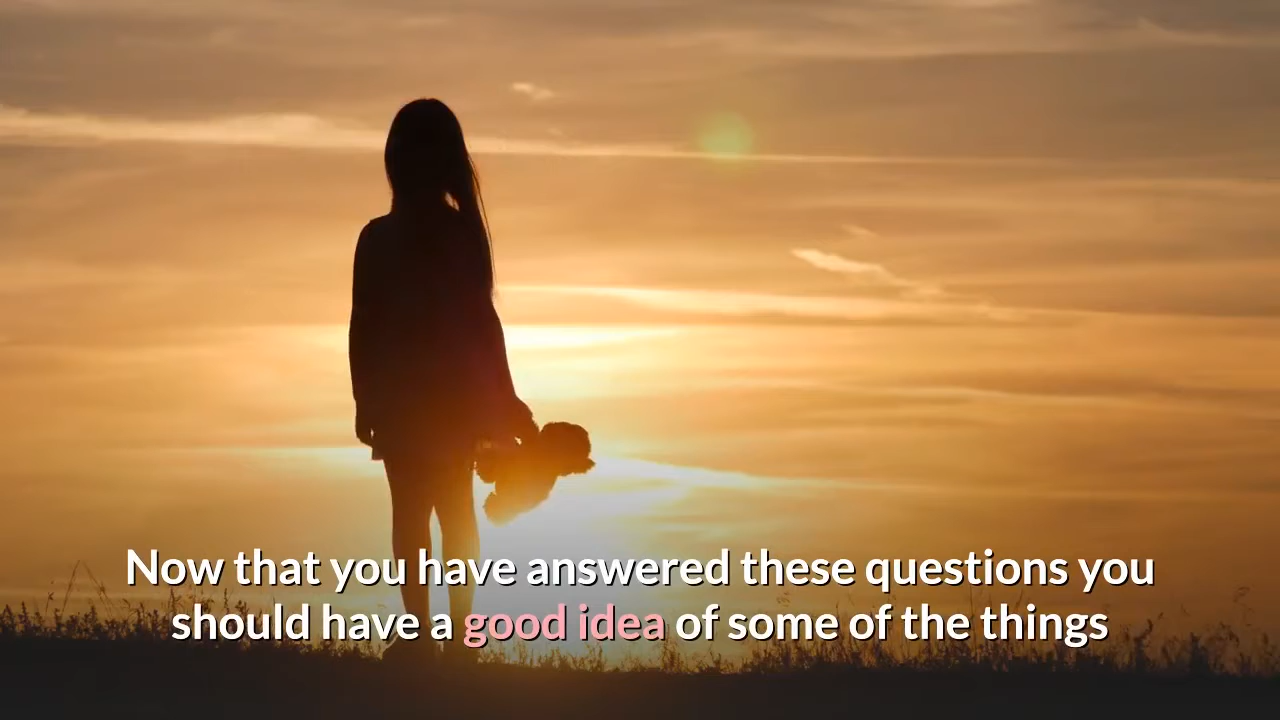 Now that you have answered these questions you
should have a good idea of some of the things